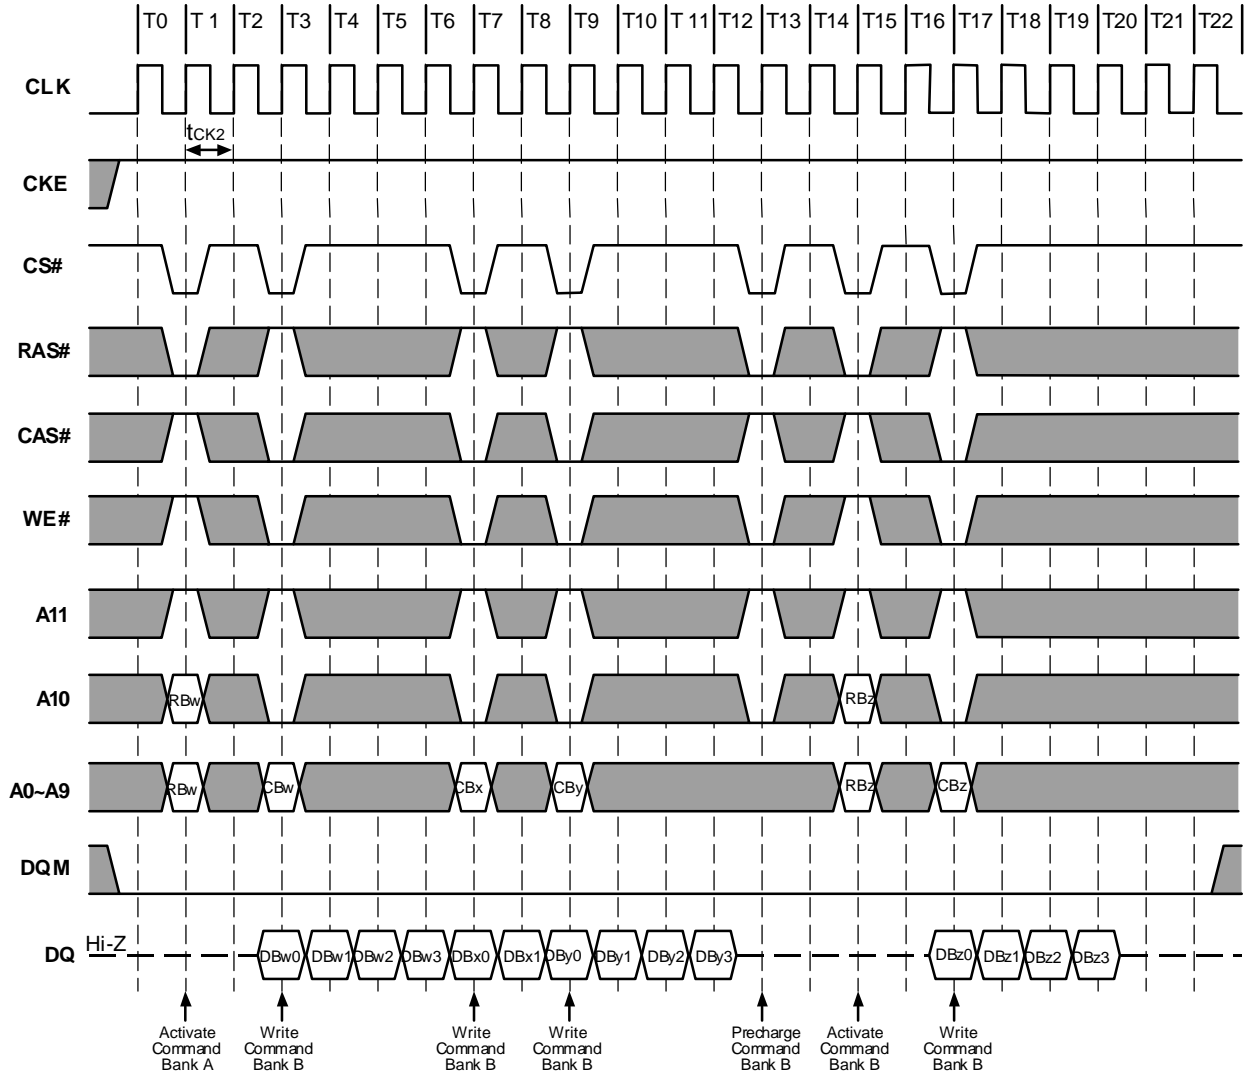 T0 T 1 T2 T3 T4 T5 T6 T7 T8 T9 T10 T 11 T12 T13 T14 T15 T16 T17 T18 T19 T20 T21 T22
CLK
tCK2
CKE
CS#
RAS#
CAS#
WE#
A11
A10 RBw RBz
A0~A9 RBw CBw CBx CBy RBz CBz
DQM
DQ Hi-Z DBw0 DBw1 DBw2 DBw3 DBx0 DBx1 DBy0 DBy1 DBy2 DBy3 DBz0 DBz1 DBz2 DBz3
Activate Write Write Write Precharge Activate Write
Command Command Command Command Command Command Command
Bank A Bank B Bank B Bank B Bank B Bank B Bank B